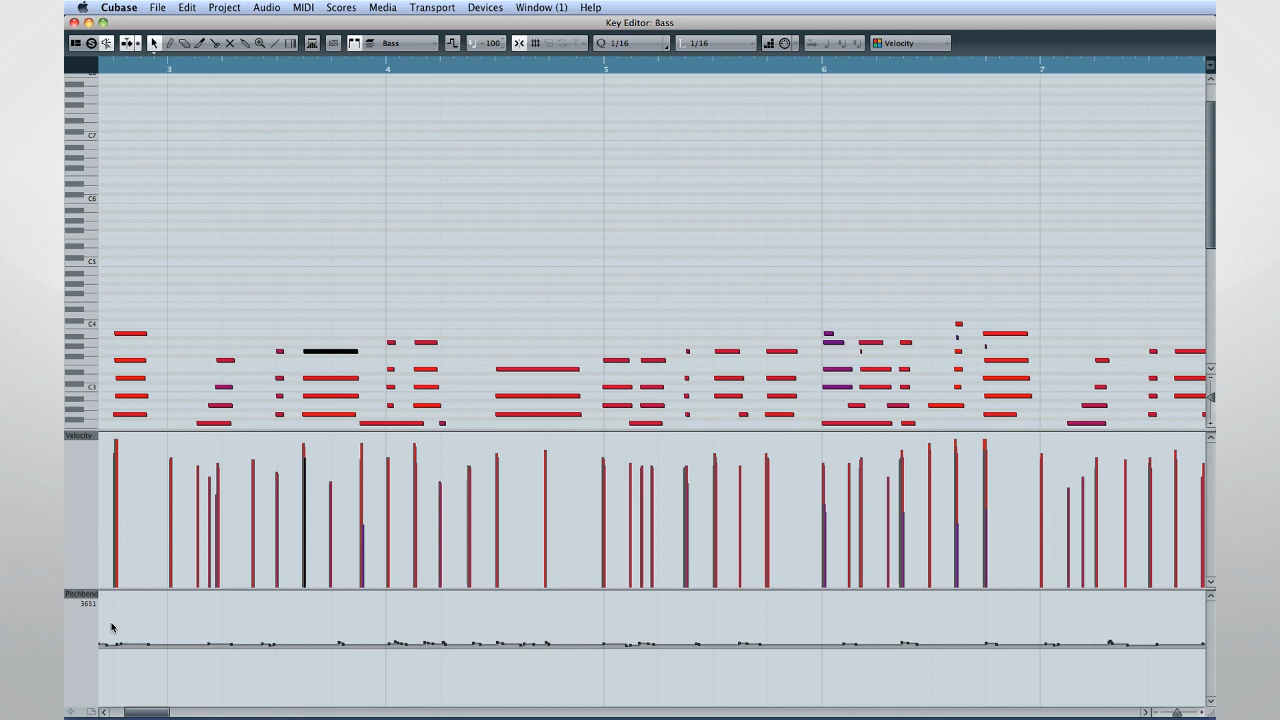 Cubase File Edit Project Audio MIDI Scores Media Transport Devices Window (1) Help
Key Editor: Bass
S Bass 100 Q 1/16 1/16 Velocity
3 4 5 6 7
C7
C6
C5
C4
C3
Velocity
Pitchbend
3651